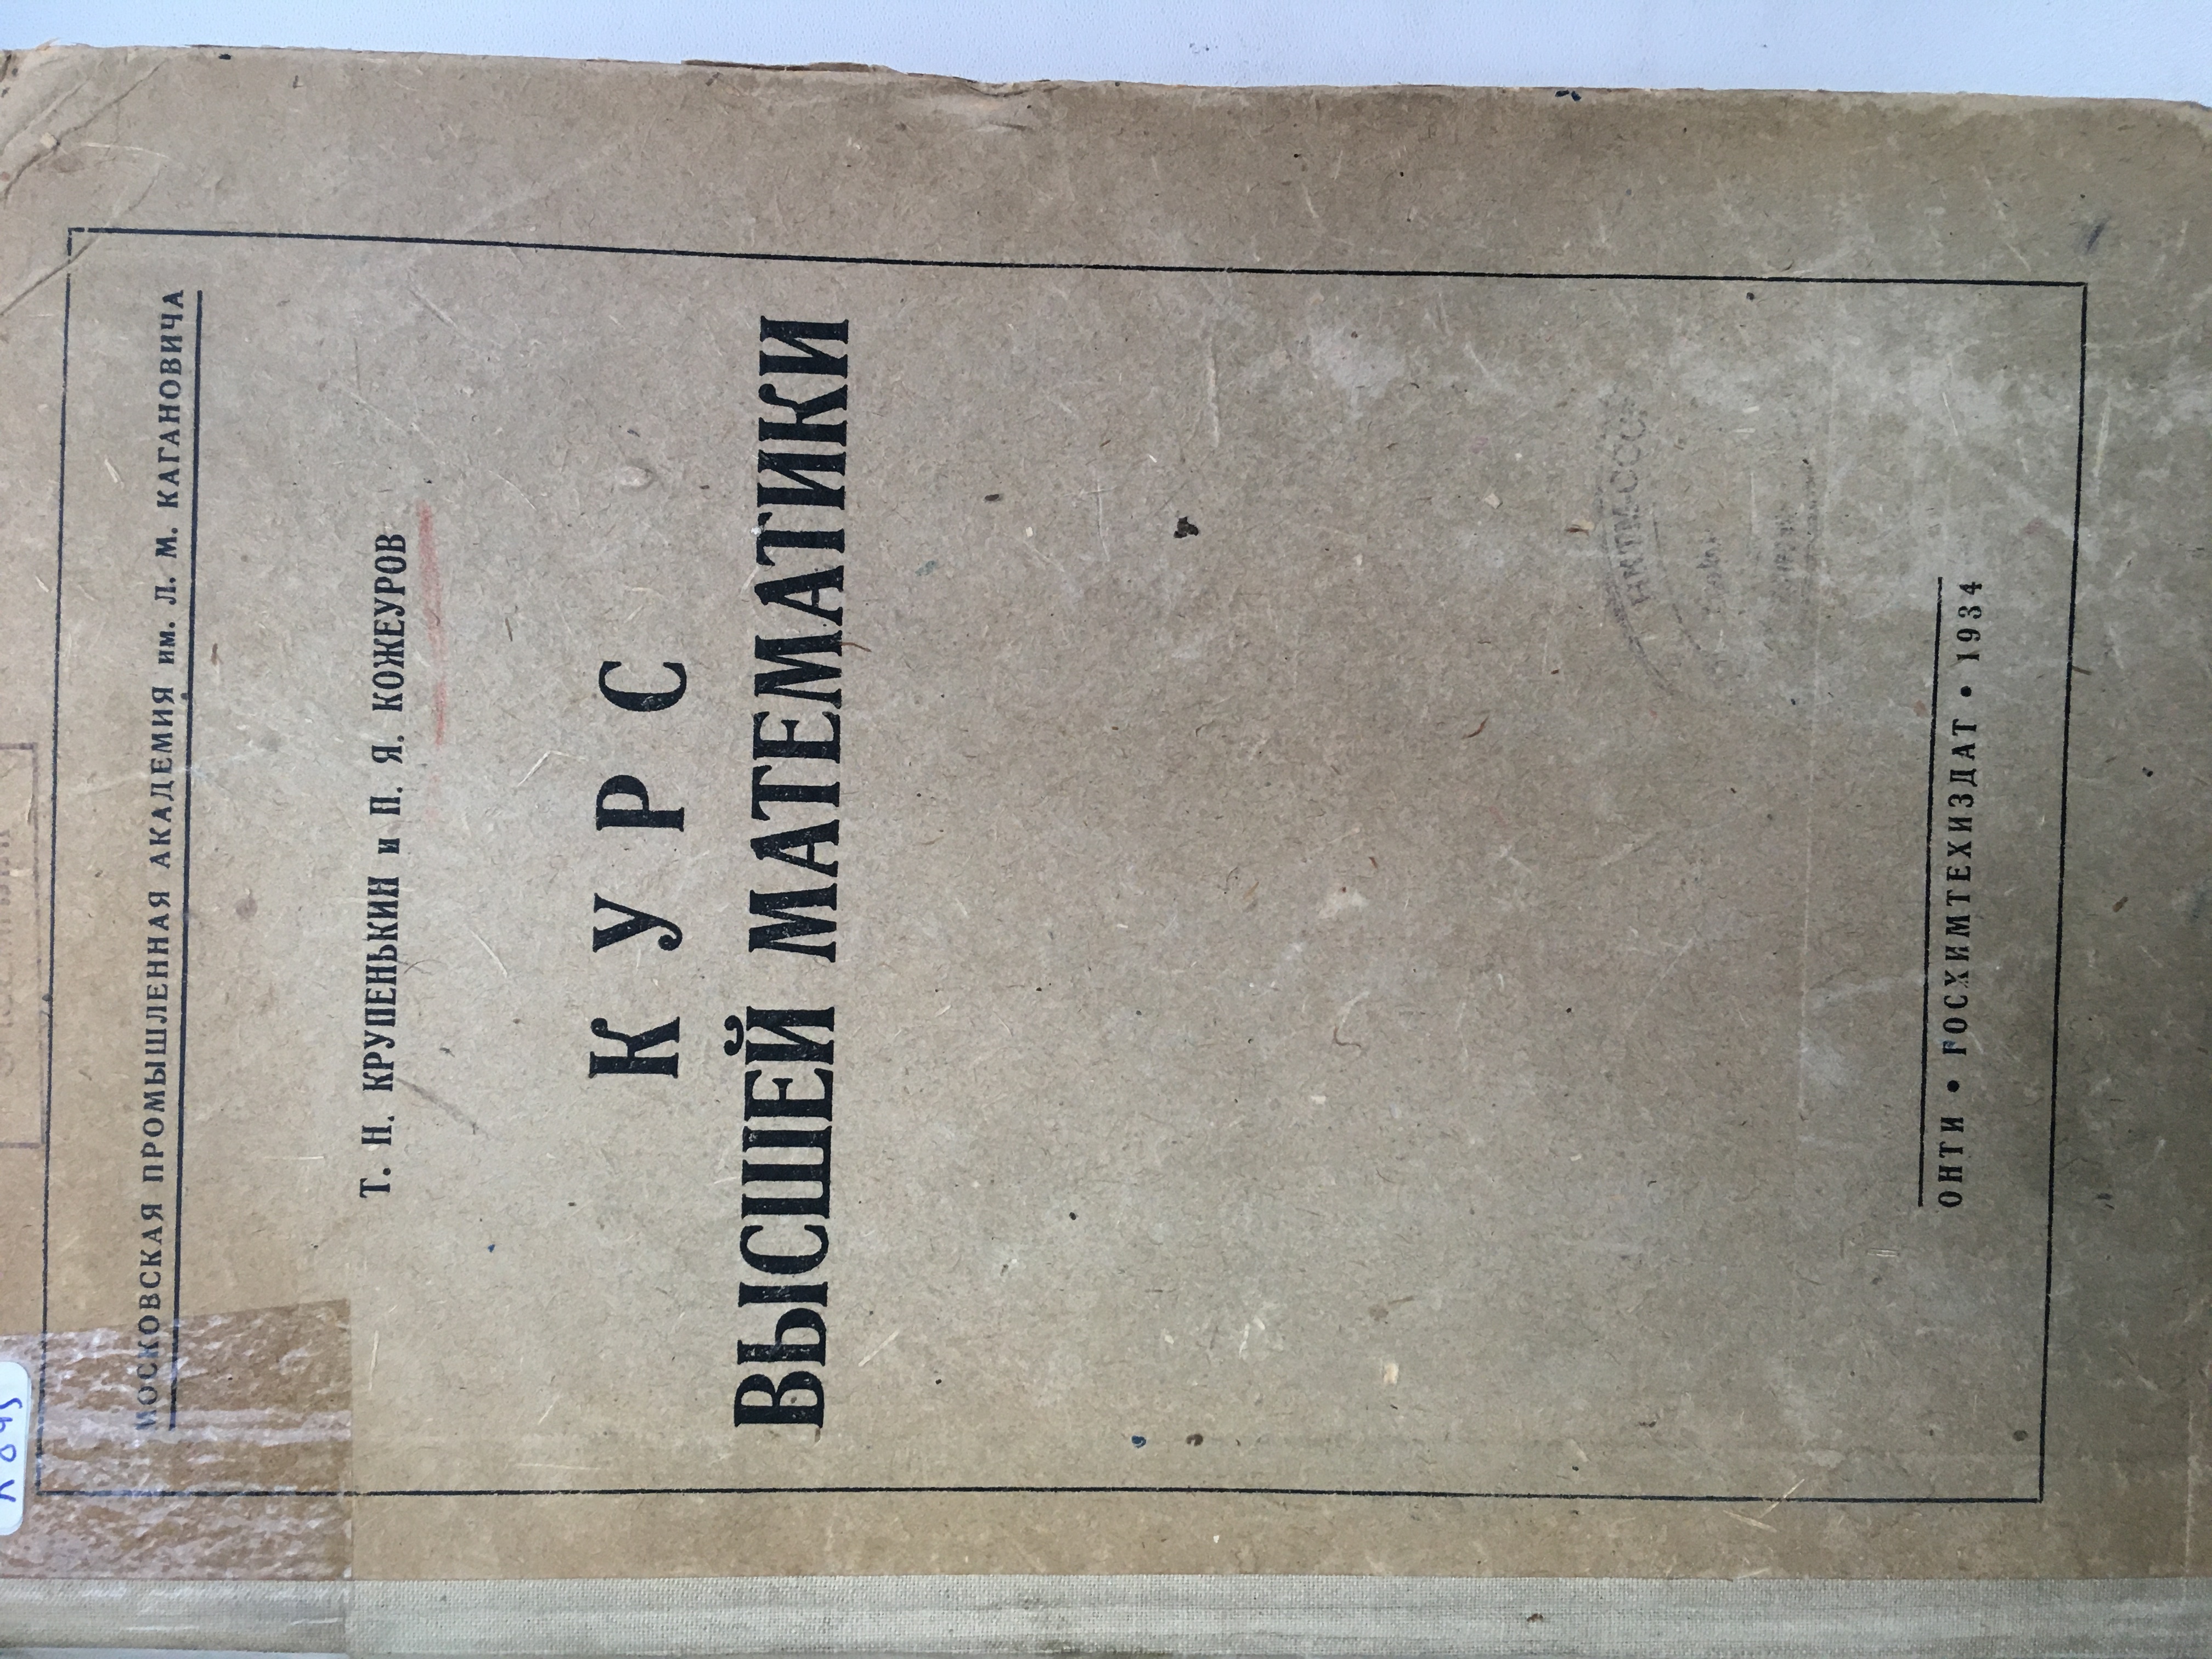 МОСКОВСКАЯ ПРОМЫШЛЕННАЯ АКАДЕМИЯ им. Л. М. КАГАНОВИЧА
Т. Н. КРУПЕНЬКИН и П. Я. КОЖЕУРОВ
КУРС
ВЫСШЕЙ МАТЕМАТИКИ
ОНТИ • ГОСХИМТЕХИЗДАТ • 1934